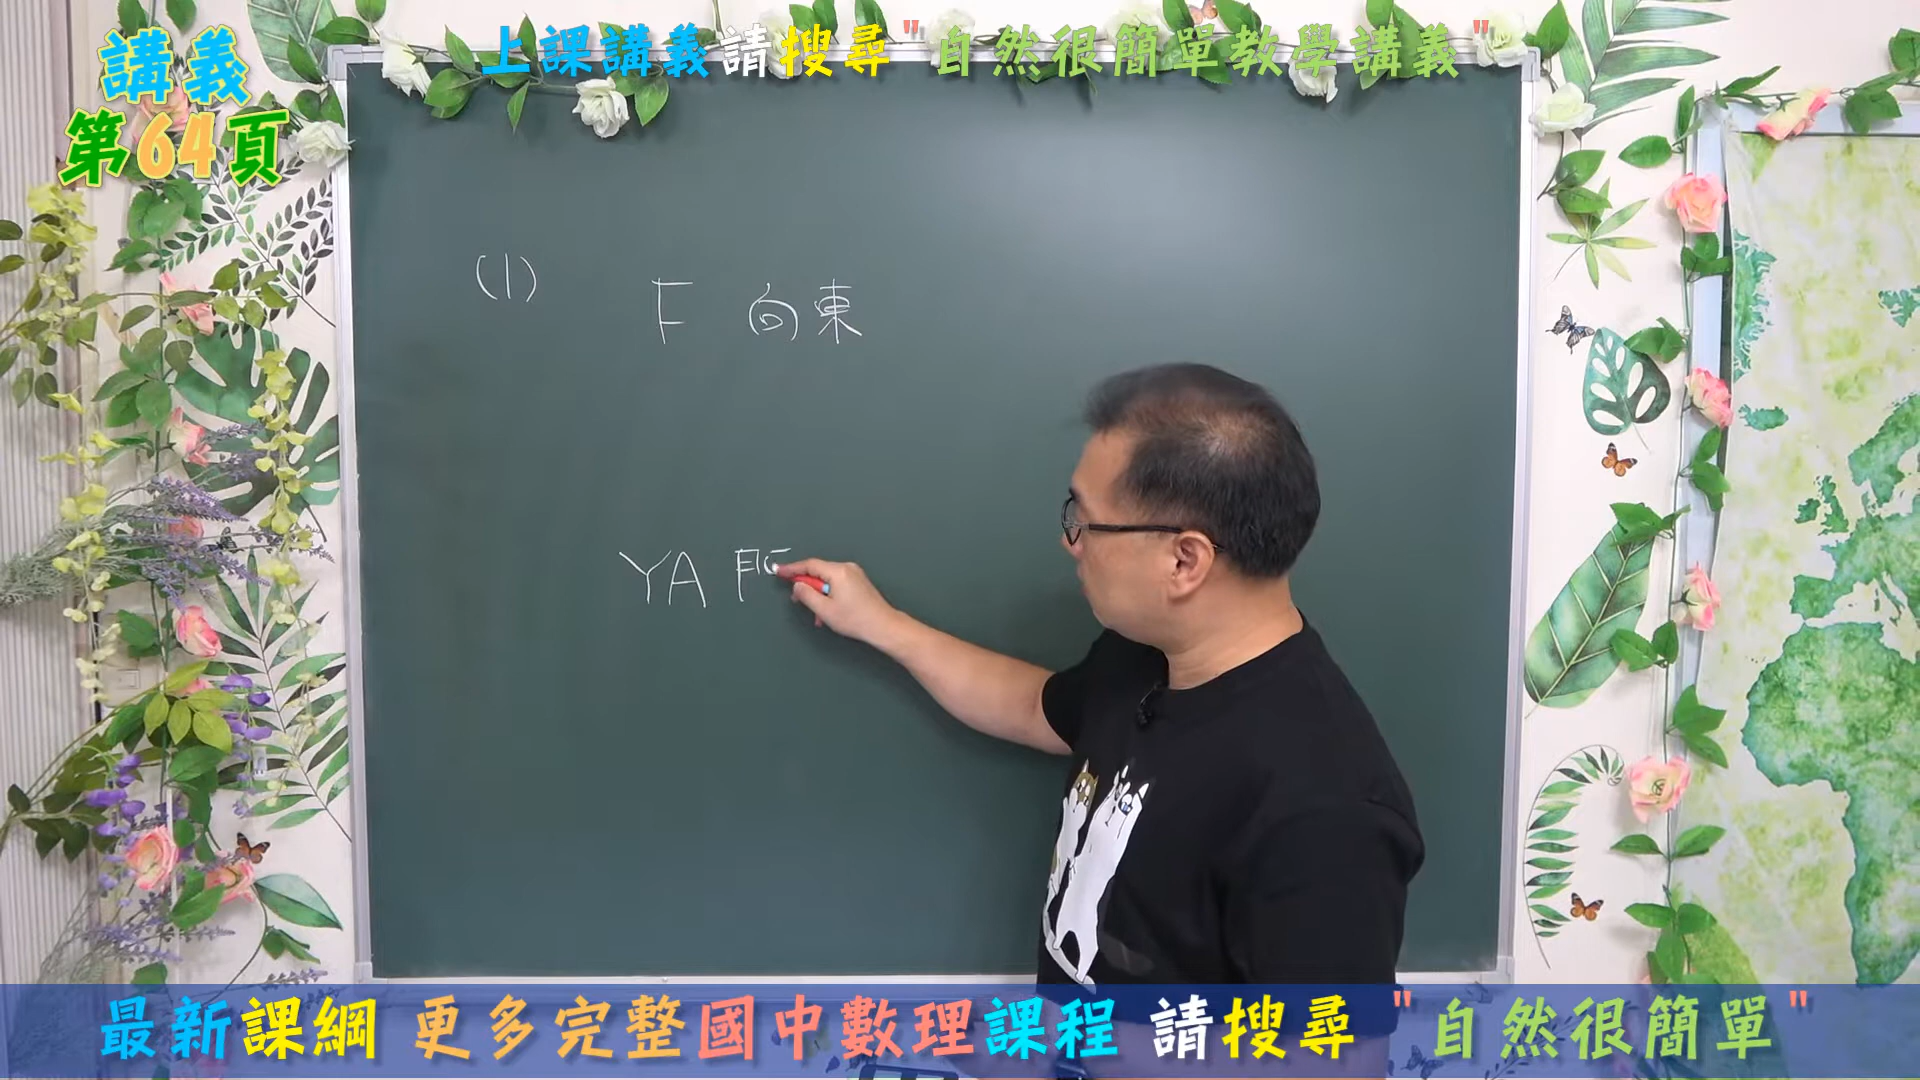 上課講義請搜尋"自然很簡單教學講義"
講義
第64頁
(1) F 向東
YA
最新課綱 更多完整國中數理課程 請搜尋"自然很簡單"